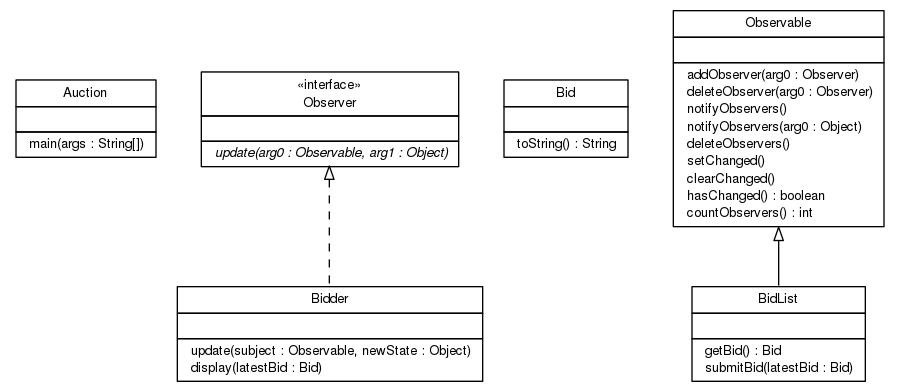 Auction
main(args : String[])
«interface»
Observer
update(arg0 : Observable, arg1 : Object)
Bid
toString() : String
Observable
addObserver(arg0 : Observer)
deleteObserver(arg0 : Observer)
notifyObservers()
notifyObservers(arg0 : Object)
deleteObservers()
setChanged()
clearChanged()
hasChanged() : boolean
countObservers() : int
Bidder
update(subject : Observable, newState : Object)
display(latestBid : Bid)
BidList
getBid() : Bid
submitBid(latestBid : Bid)